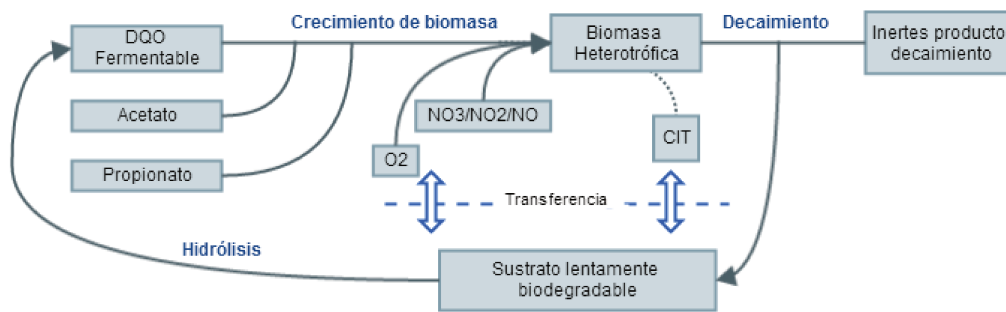 DQO
Fermentable
Crecimiento de biomasa
Biomasa
Heterotrófica
Decaimiento
Inertes producto
decaimiento
Acetato
NO3/NO2/NO
CIT
O2
Propionato
Transferencia
Hidrólisis
Sustrato lentamente
biodegradable